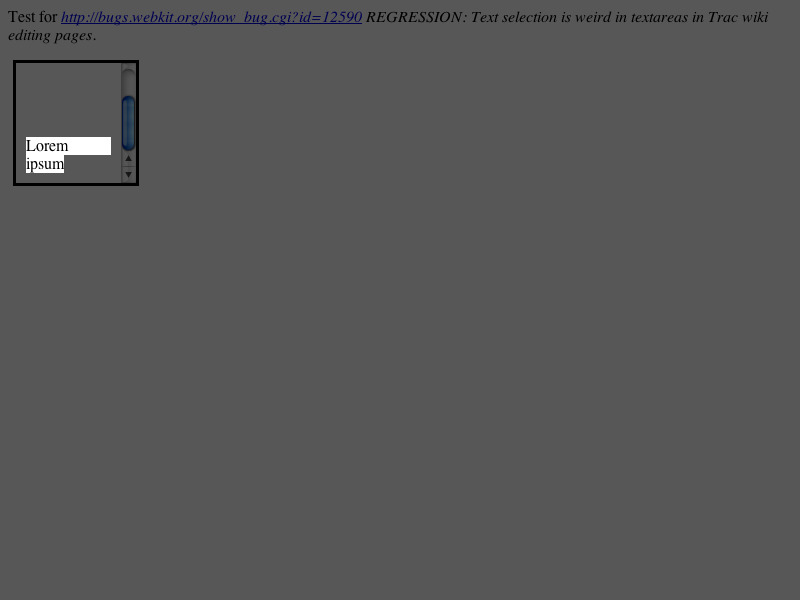 Test for http://bugs.webkit.org/show_bug.cgi?id=12590 REGRESSION: Text selection is weird in textareas in Trac wiki
editing pages.
Lorem
ipsum